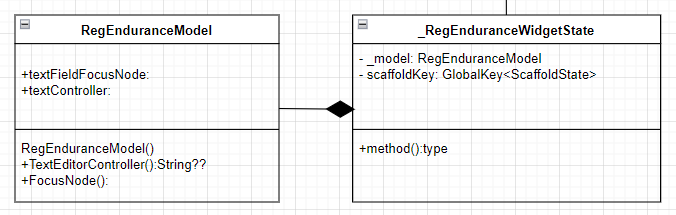 RegEnduranceModel
+textFieldFocusNode:
+textController:
RegEnduranceModel()
+TextEditorController():String??
+FocusNode():
_RegEnduranceWidgetState
- _model: RegEnduranceModel
- scaffoldKey: GlobalKey<ScaffoldState>
+method():type